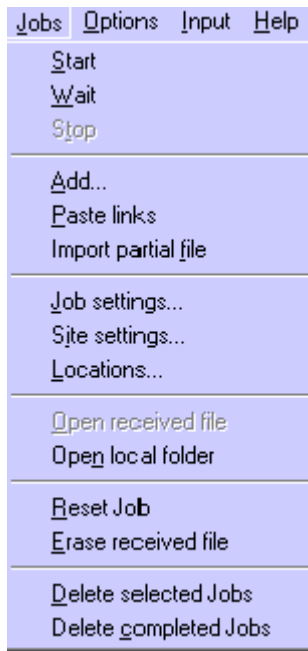 Jobs Options Input Help
Start
Wait
Stop
Add...
Paste links
Import partial file
Job settings...
Site settings...
Locations...
Open received file
Open local folder
Reset Job
Erase received file
Delete selected Jobs
Delete completed Jobs